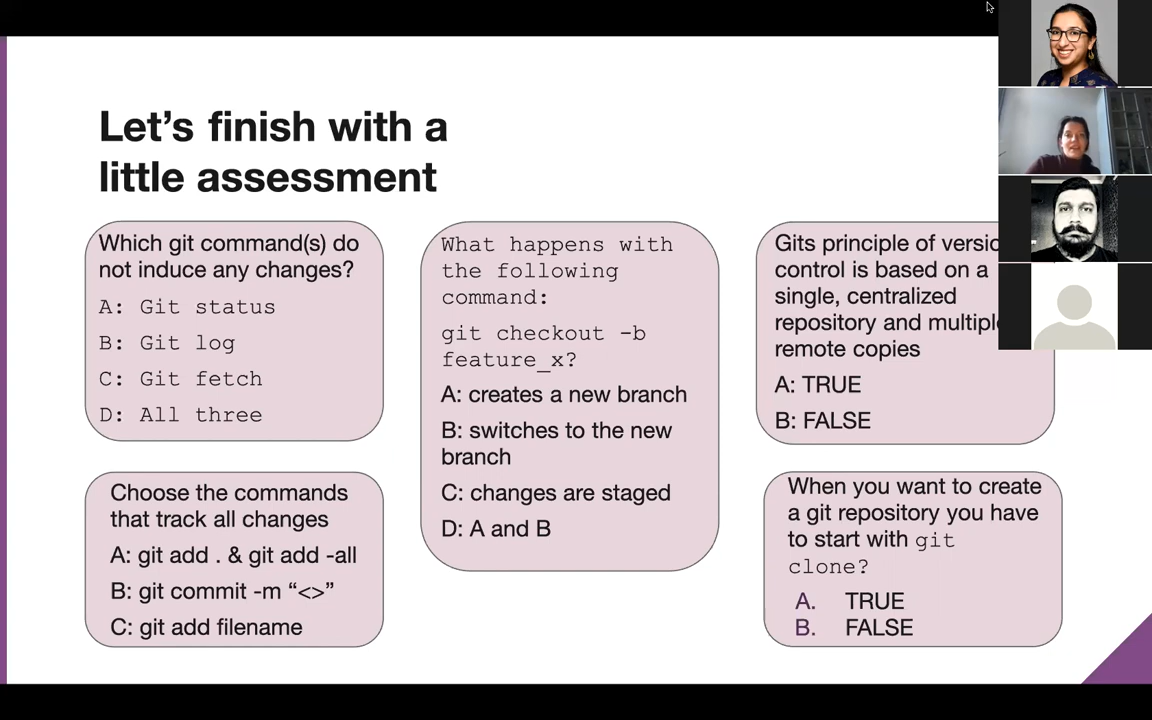 Let's finish with a
little assessment
Which git command(s) do
not induce any changes?
A: Git status
B: Git log
C: Git fetch
D: All three
Choose the commands
that track all changes
A: git add . & git add -all
B: git commit -m “<>”
C: git add filename
What happens with
the following
command:
git checkout -b
feature_x?
A: creates a new branch
B: switches to the new
branch
C: changes are staged
D: A and B
Gits principle of
control is based on a
single, centralized
repository and
remote copies
A: TRUE
B: FALSE
When you want to create
a git repository you have
to start with git
clone?
A. TRUE
B. FALSE